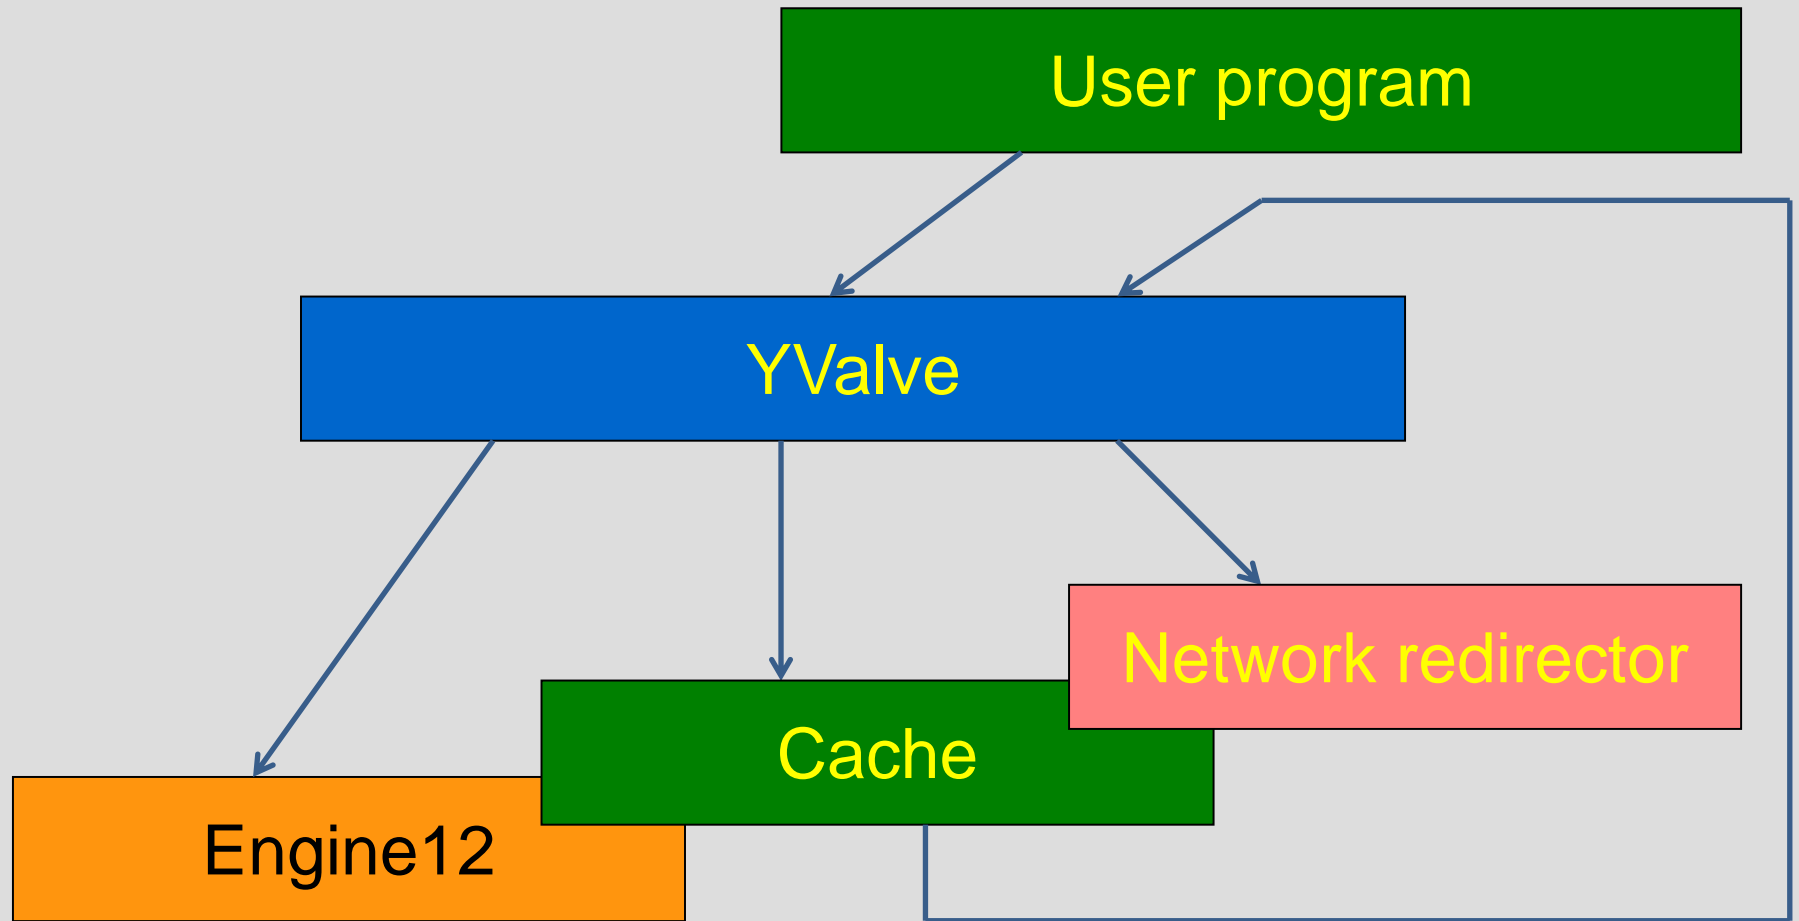 User program
YValve
Network redirector
Cache
Engine12